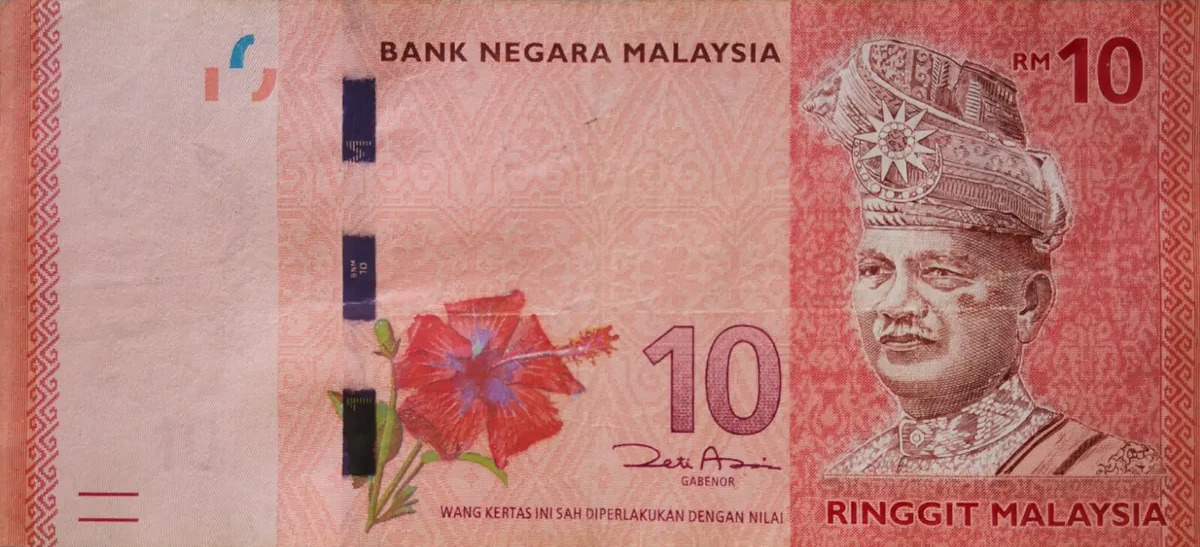 BANK NEGARA MALAYSIA
RM 10
BNM
10
10
Zeti Aziz
GABENOR
WANG KERTAS INI SAH DIPERLAKUKAN DENGAN NILAI
RINGGIT MALAYSIA